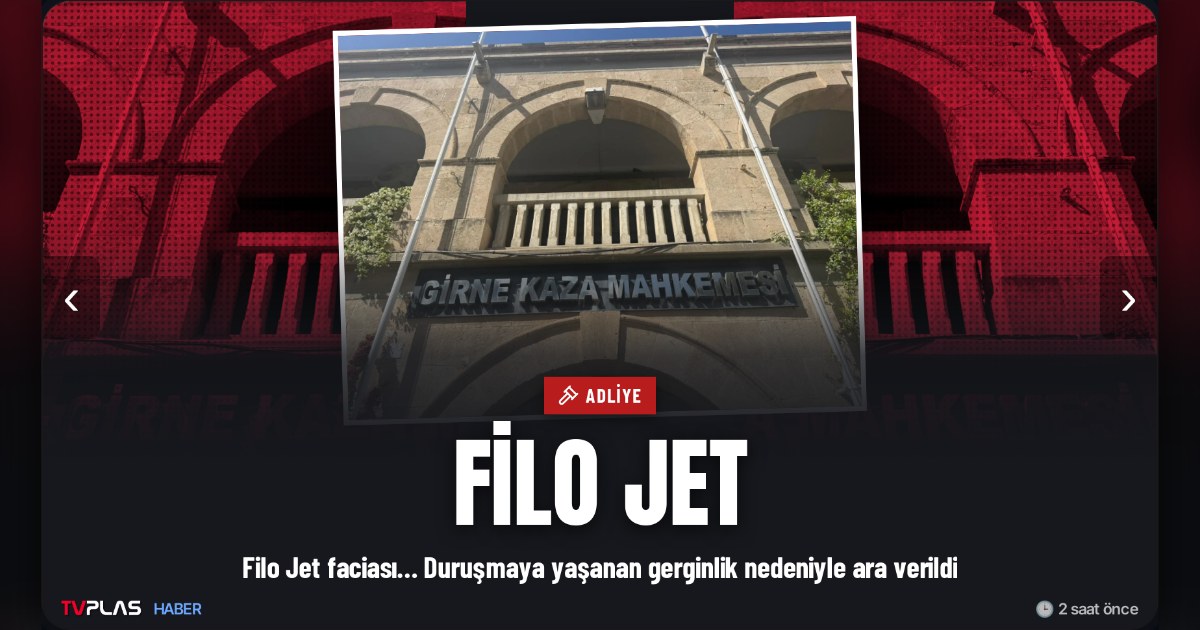 GİRNE KAZA MAHKEMESİ
ADLİYE
FİLO JET
Filo Jet faciası... Duruşmaya yaşanan gerginlik nedeniyle ara verildi
TVPLAS HABER
2 saat önce